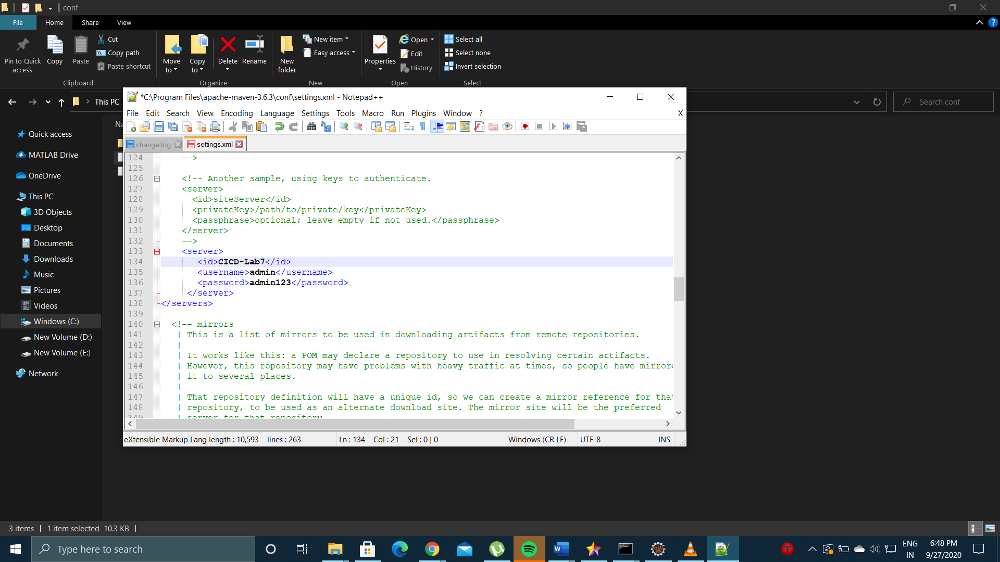 conf
File
Home
Share
View
Pin to Quick access
Copy
Paste
Cut
Copy path
Paste shortcut
Clipboard
Move to
Copy to
Delete
Rename
Organize
New folder
New item
Easy access
New
Properties
Open
Edit
History
Open
Select all
Select none
Invert selection
Select
This PC
Search conf
Quick access
MATLAB Drive
OneDrive
This PC
3D Objects
Desktop
Documents
Downloads
Music
Pictures
Videos
Windows (C:)
New Volume (D:)
New Volume (E:)
Network
*C:\Program Files\apache-maven-3.6.3\conf\settings.xml - Notepad++
File Edit Search View Encoding Language Settings Tools Macro Run Plugins Window ? X
change.log settings.xml
124 -->
125
126 <!-- Another sample, using keys to authenticate.
127 <server>
128 <id>siteServer</id>
129 <privateKey>/path/to/private/key</privateKey>
130 <passphrase>optional; leave empty if not used.</passphrase>
131 </server>
132 -->
133 <server>
134 <id>CICD-Lab7</id>
135 <username>admin</username>
136 <password>admin123</password>
137 </server>
138 </servers>
139
140 <!-- mirrors
141 | This is a list of mirrors to be used in downloading artifacts from remote repositories.
142 |
143 | It works like this: a POM may declare a repository to use in resolving certain artifacts.
144 | However, this repository may have problems with heavy traffic at times, so people have mirrore
145 | it to several places.
146 |
147 | That repository definition will have a unique id, so we can create a mirror reference for tha
148 | repository, to be used as an alternate download site. The mirror site will be the preferred
149 | server for that repository
eXtensible Markup Lang length : 10,593 lines : 263 Ln : 134 Col : 21 Sel : 0 | 0 Windows (CR LF) UTF-8 INS
3 items 1 item selected 10.3 KB
Type here to search
ENG
IN
6:48 PM
9/27/2020